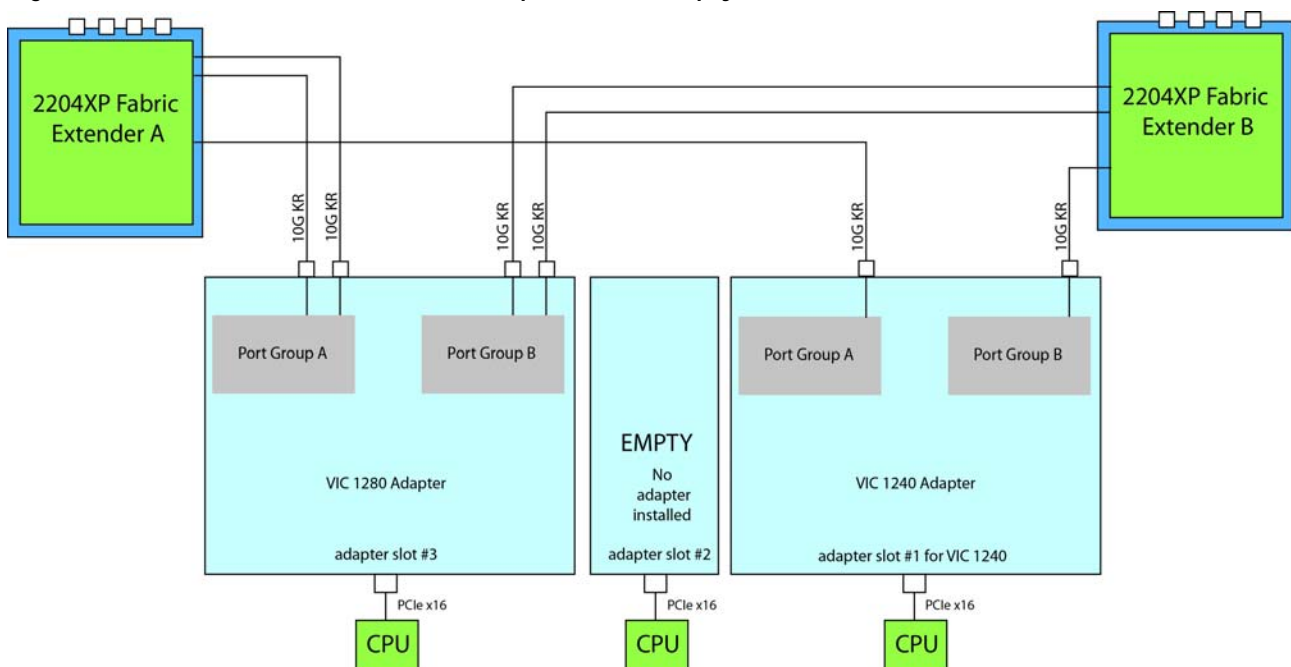 2204XP Fabric
Extender A
2204XP Fabric
Extender B
10G KR
10G KR
10G KR
10G KR
10G KR
10G KR
Port Group A
Port Group B
Port Group A
Port Group B
EMPTY
No
adapter
installed
VIC 1280 Adapter
VIC 1240 Adapter
adapter slot #3
adapter slot #2
adapter slot #1 for VIC 1240
PCIe x16
PCIe x16
PCIe x16
CPU
CPU
CPU